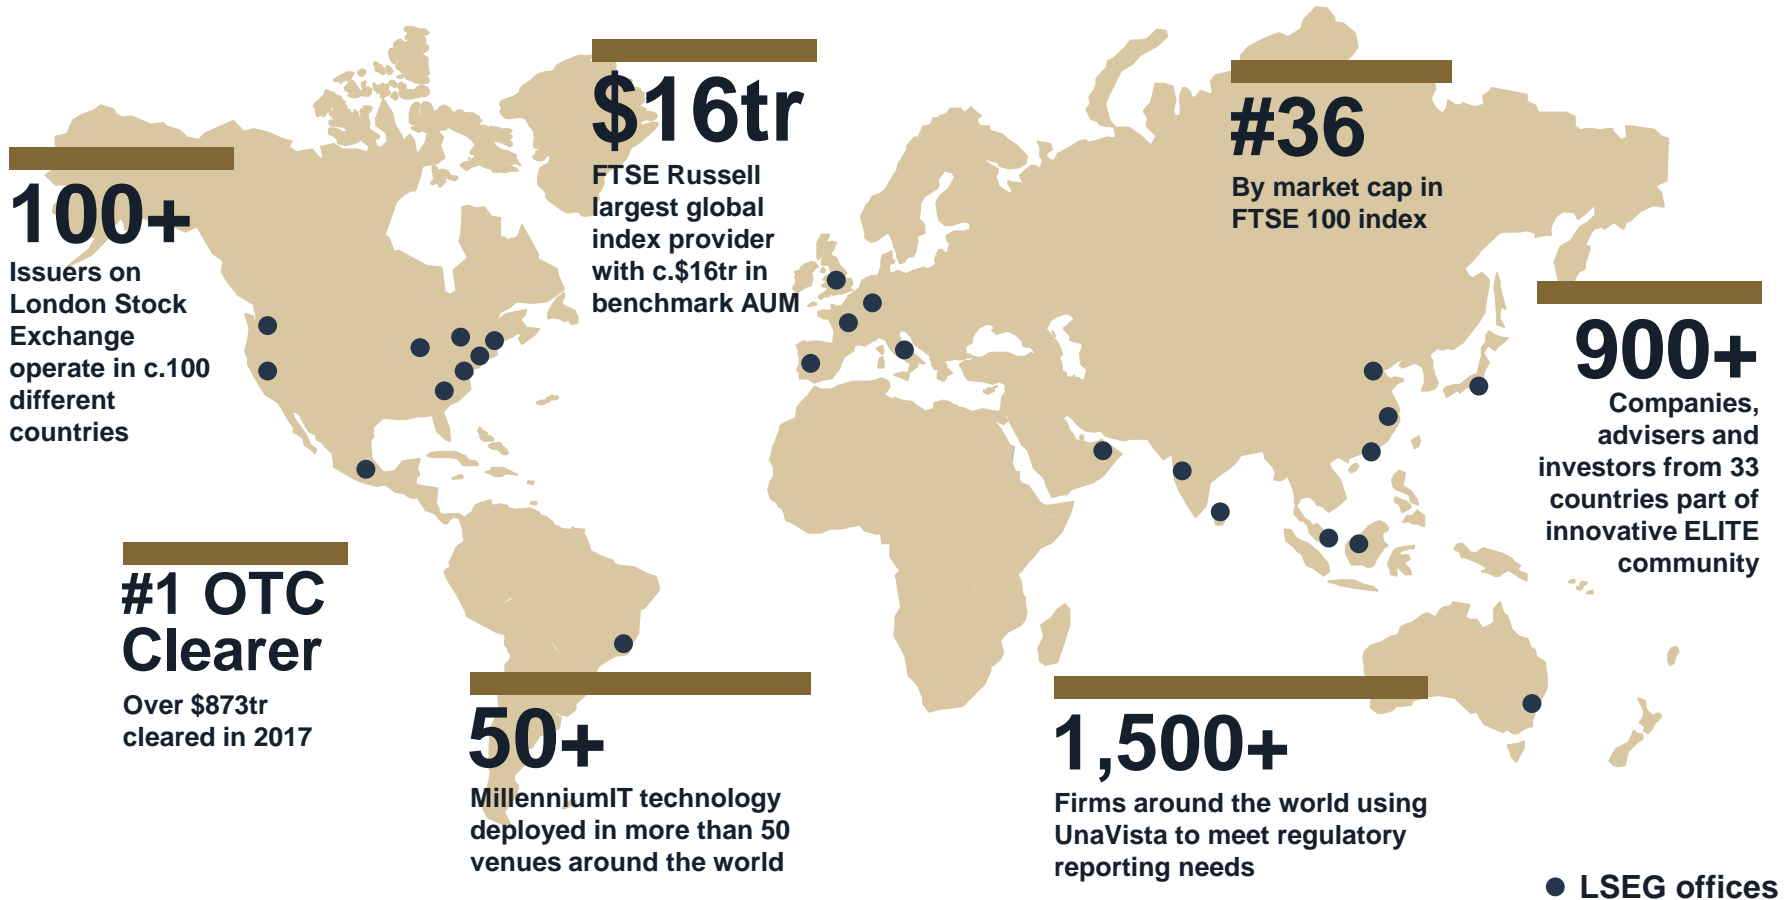 $16tr
FTSE Russell
largest global
index provider
with c.$16tr in
benchmark AUM
#36
By market cap in
FTSE 100 index
100+
Issuers on
London Stock
Exchange
operate in c.100
different
countries
900+
Companies,
advisers and
investors from 33
countries part of
innovative ELITE
community
#1 OTC
Clearer
Over $873tr
cleared in 2017
50+
MillenniumIT technology
deployed in more than 50
venues around the world
1,500+
Firms around the world using
UnaVista to meet regulatory
reporting needs
LSEG offices